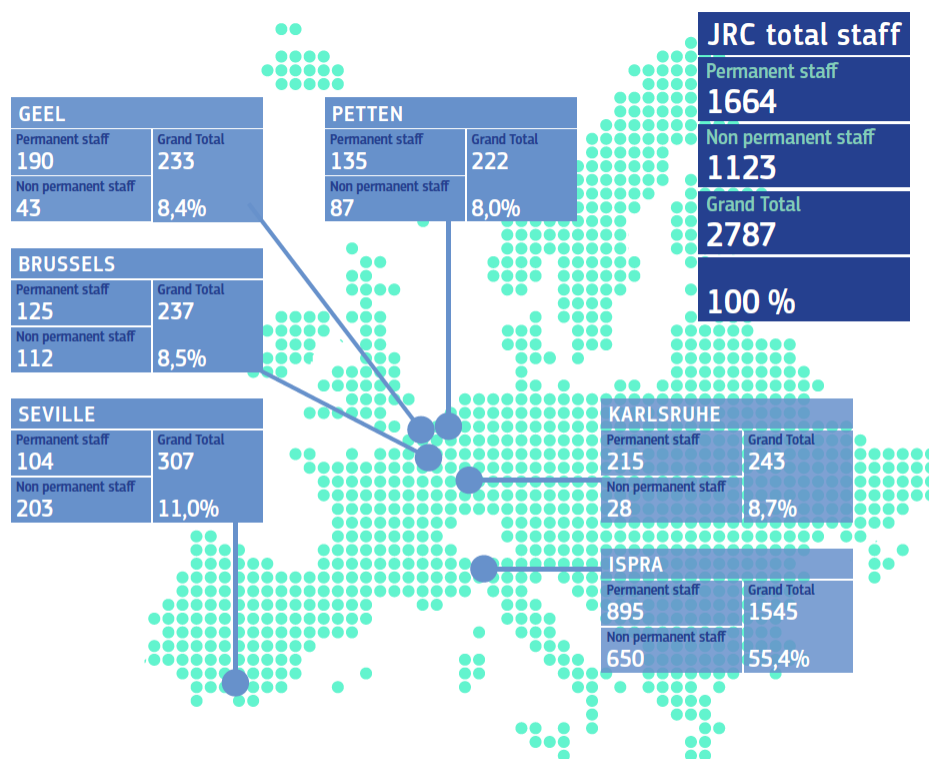 JRC total staff
Permanent staff
1664
Non permanent staff
1123
Grand Total
2787
100 %
GEEL
Permanent staff
190
Non permanent staff
43
Grand Total
233
8,4%
PETTEN
Permanent staff
135
Non permanent staff
87
Grand Total
222
8,0%
BRUSSELS
Permanent staff
125
Non permanent staff
112
Grand Total
237
8,5%
SEVILLE
Permanent staff
104
Non permanent staff
203
Grand Total
307
11,0%
KARLSRUHE
Permanent staff
215
Non permanent staff
28
Grand Total
243
8,7%
ISPRA
Permanent staff
895
Non permanent staff
650
Grand Total
1545
55,4%